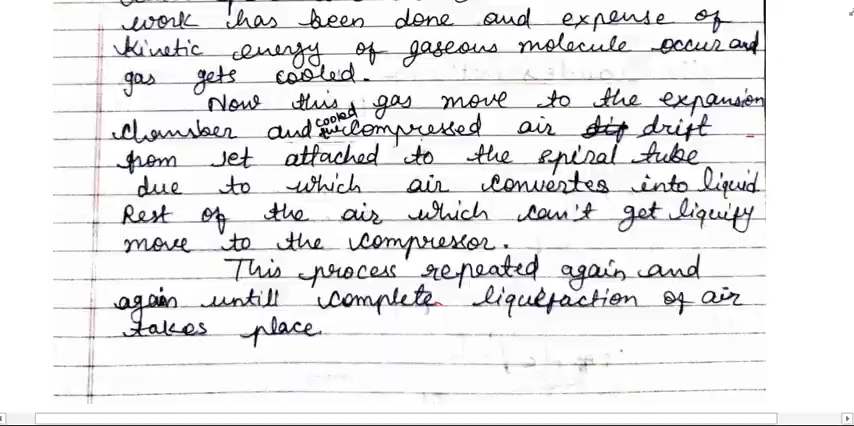 work has been done and expense of
kinetic energy of gaseous molecule occur and
gas gets cooled.
Now this gas move to the expansion
chamber and cooled compressed air drift
from jet attached to the spiral tube
due to which air convertes into liquid
Rest of the air which can't get liquify
move to the compressor.
This process repeated again and
again untill complete liquefaction of air
takes place.